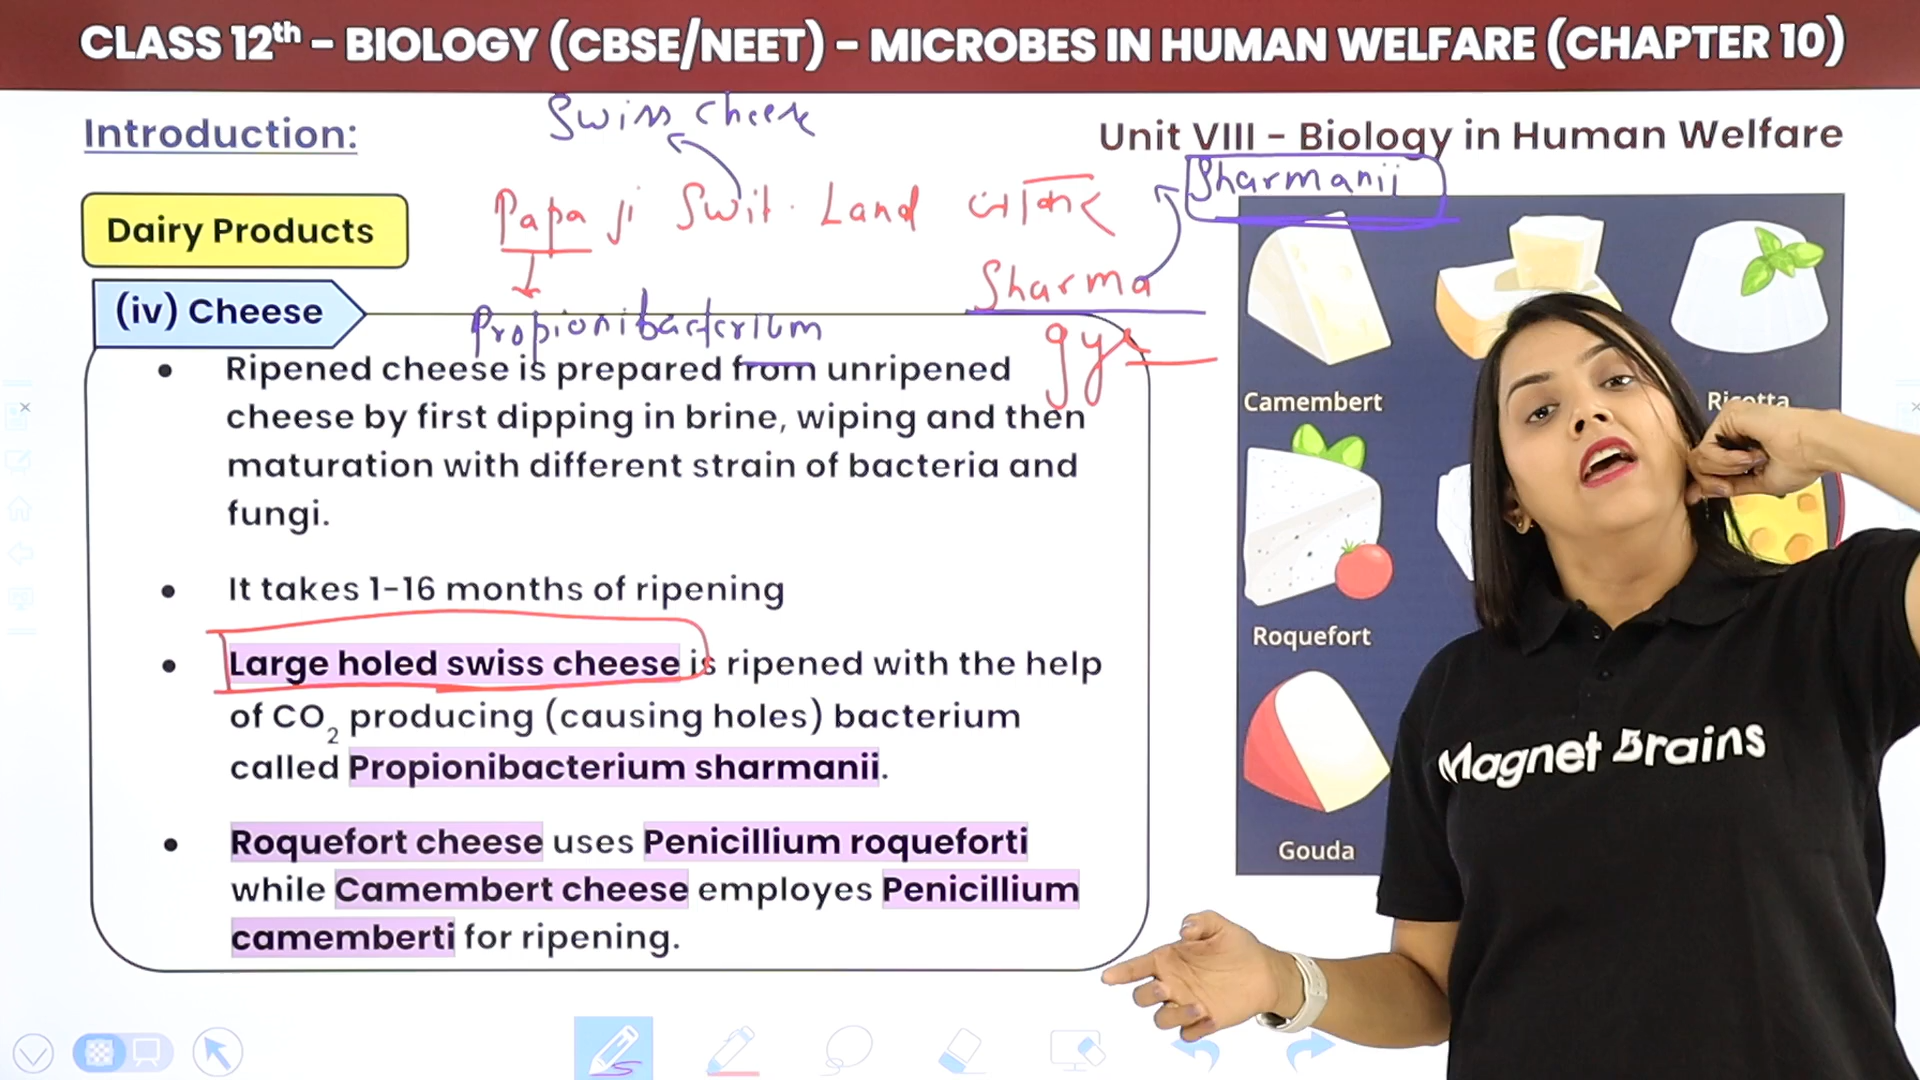 CLASS 12th – BIOLOGY (CBSE/NEET) – MICROBES IN HUMAN WELFARE (CHAPTER 10)
Swiss cheese
Introduction:
Unit VIII – Biology in Human Welfare
Sharmanii
Papa ji Swit. Land जाकर
Dairy Products
Sharma
(iv) Cheese
Propionibacterium
गए
Ripened cheese is prepared from unripened
cheese by first dipping in brine, wiping and then
maturation with different strain of bacteria and
fungi.
It takes 1-16 months of ripening
Large holed swiss cheese is ripened with the help
of CO2 producing (causing holes) bacterium
called Propionibacterium sharmanii.
Roquefort cheese uses Penicillium roqueforti
while Camembert cheese employes Penicillium
camemberti for ripening.
Camembert
Ricotta
Roquefort
Gouda
Magnet Brains